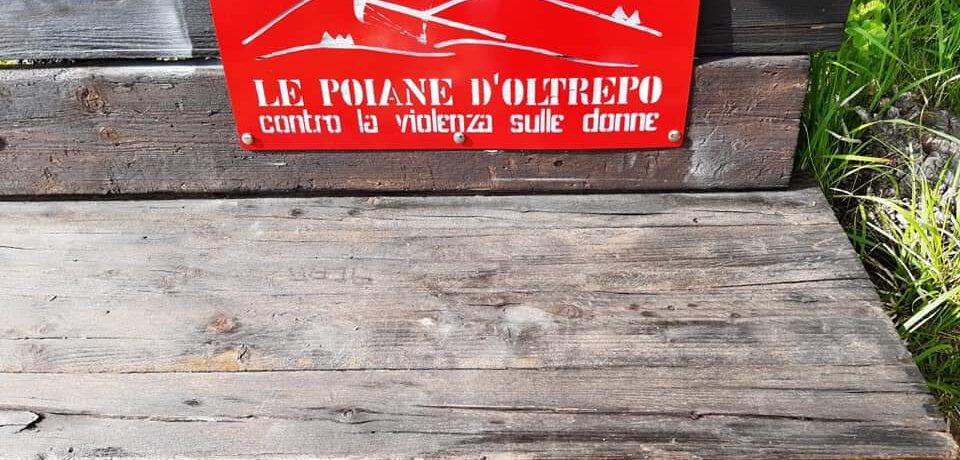 LE POIANE D'OLTREPO
contro la violenza sulle donne